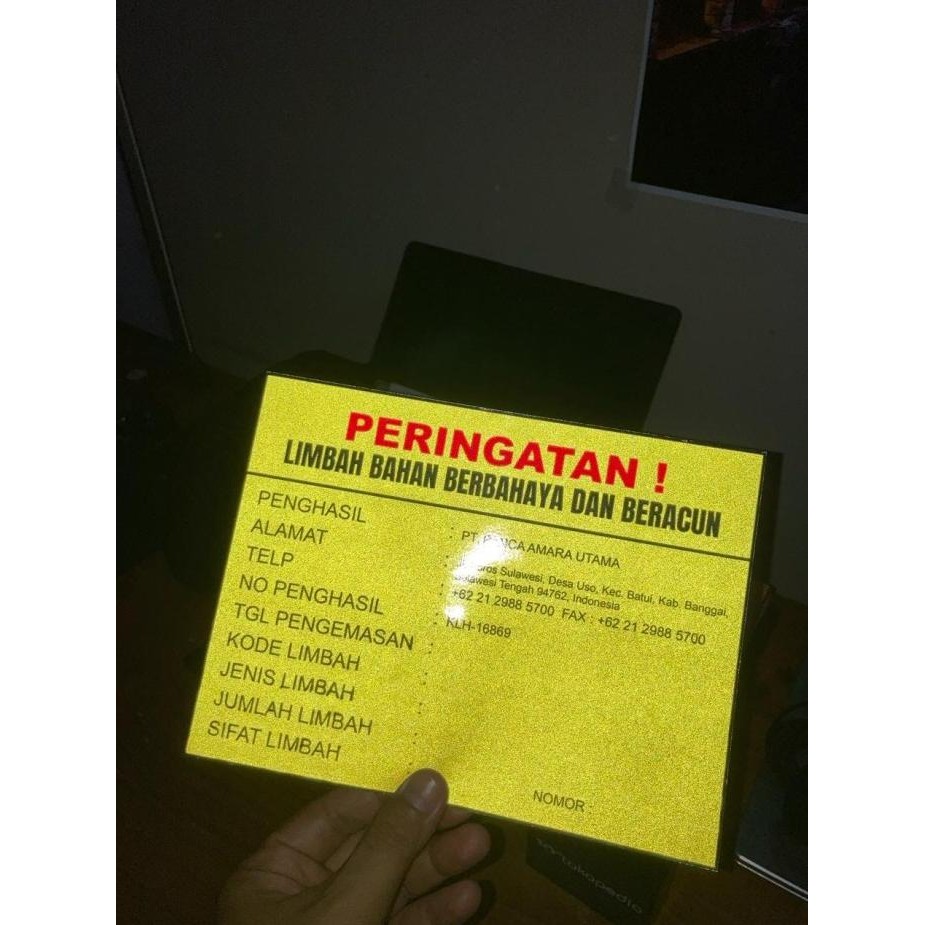 PERINGATAN !
LIMBAH BAHAN BERBAHAYA DAN BERACUN
PENGHASIL : PT. AMARA UTAMA
ALAMAT : Sulawesi, Desa Uso, Kec. Batui, Kab. Banggai,
Sulawesi Tengah 94762, Indonesia
TELP : +62 21 2988 5700 FAX : +62 21 2988 5700
NO PENGHASIL : KLH-16869
TGL PENGEMASAN :
KODE LIMBAH :
JENIS LIMBAH :
JUMLAH LIMBAH :
SIFAT LIMBAH :
NOMOR :
tokopedia